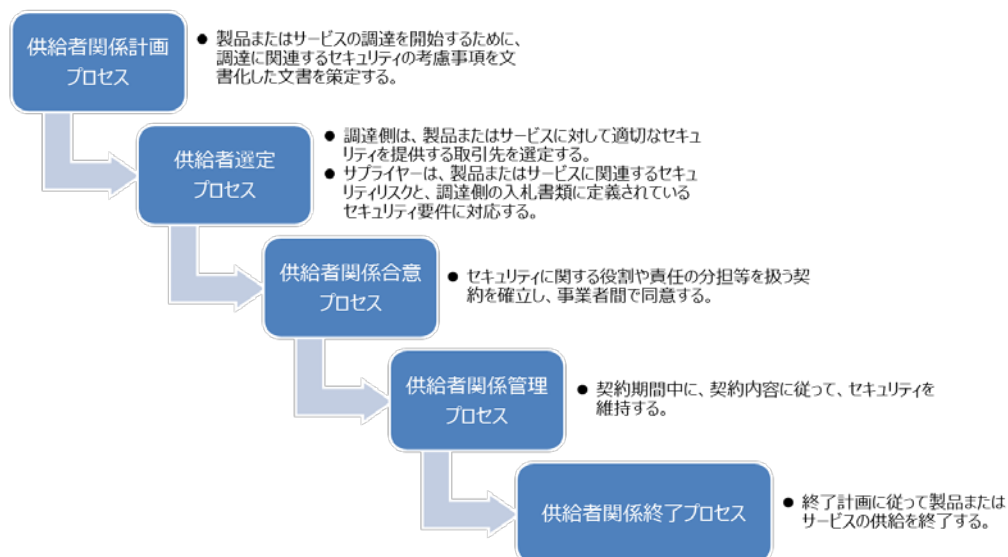 供給者関係計画
プロセス
● 製品またはサービスの調達を開始するために、
調達に関連するセキュリティの考慮事項を文
書化した文書を策定する。
供給者選定
プロセス
● 調達側は、製品またはサービスに対して適切なセキュ
リティを提供する取引先を選定する。
● サプライヤーは、製品またはサービスに関連するセキュ
リティリスクと、調達側の入札書類に定義されている
セキュリティ要件に対応する。
供給者関係合意
プロセス
● セキュリティに関する役割や責任の分担等を扱う契
約を確立し、事業者間で同意する。
供給者関係管理
プロセス
● 契約期間中に、契約内容に従って、セキュリティを
維持する。
供給者関係終了プロセス
● 終了計画に従って製品または
サービスの供給を終了する。